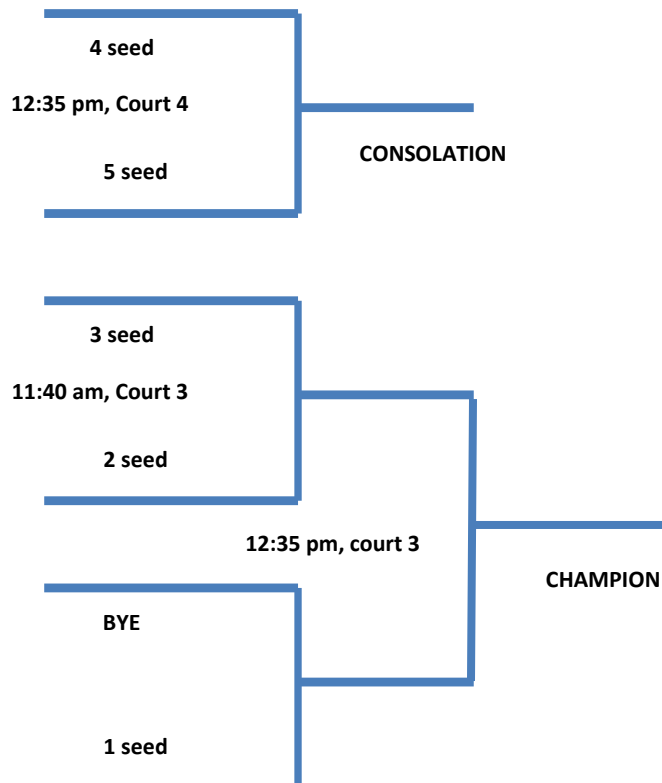 4 seed
12:35 pm, Court 4
CONSOLATION
5 seed
3 seed
11:40 am, Court 3
2 seed
12:35 pm, court 3
CHAMPION
BYE
1 seed